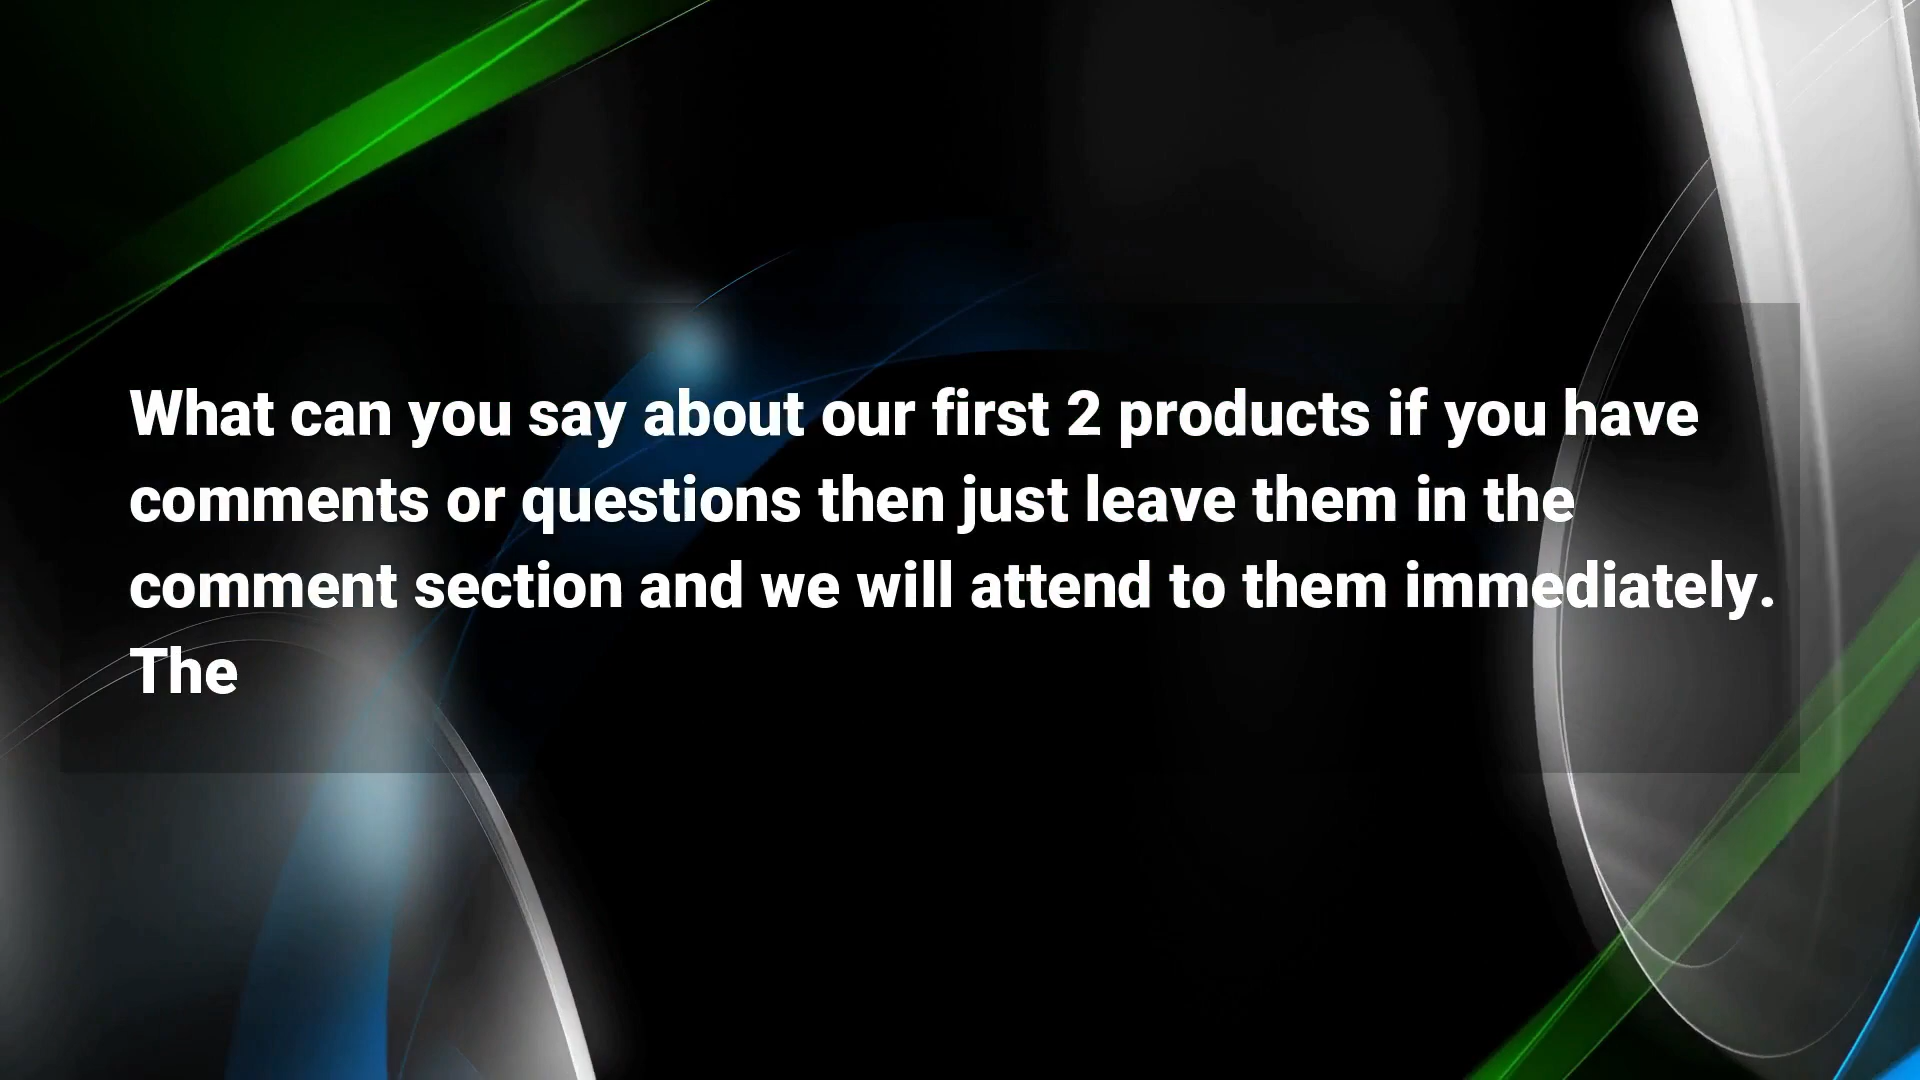 What can you say about our first 2 products if you have
comments or questions then just leave them in the
comment section and we will attend to them immediately.
The